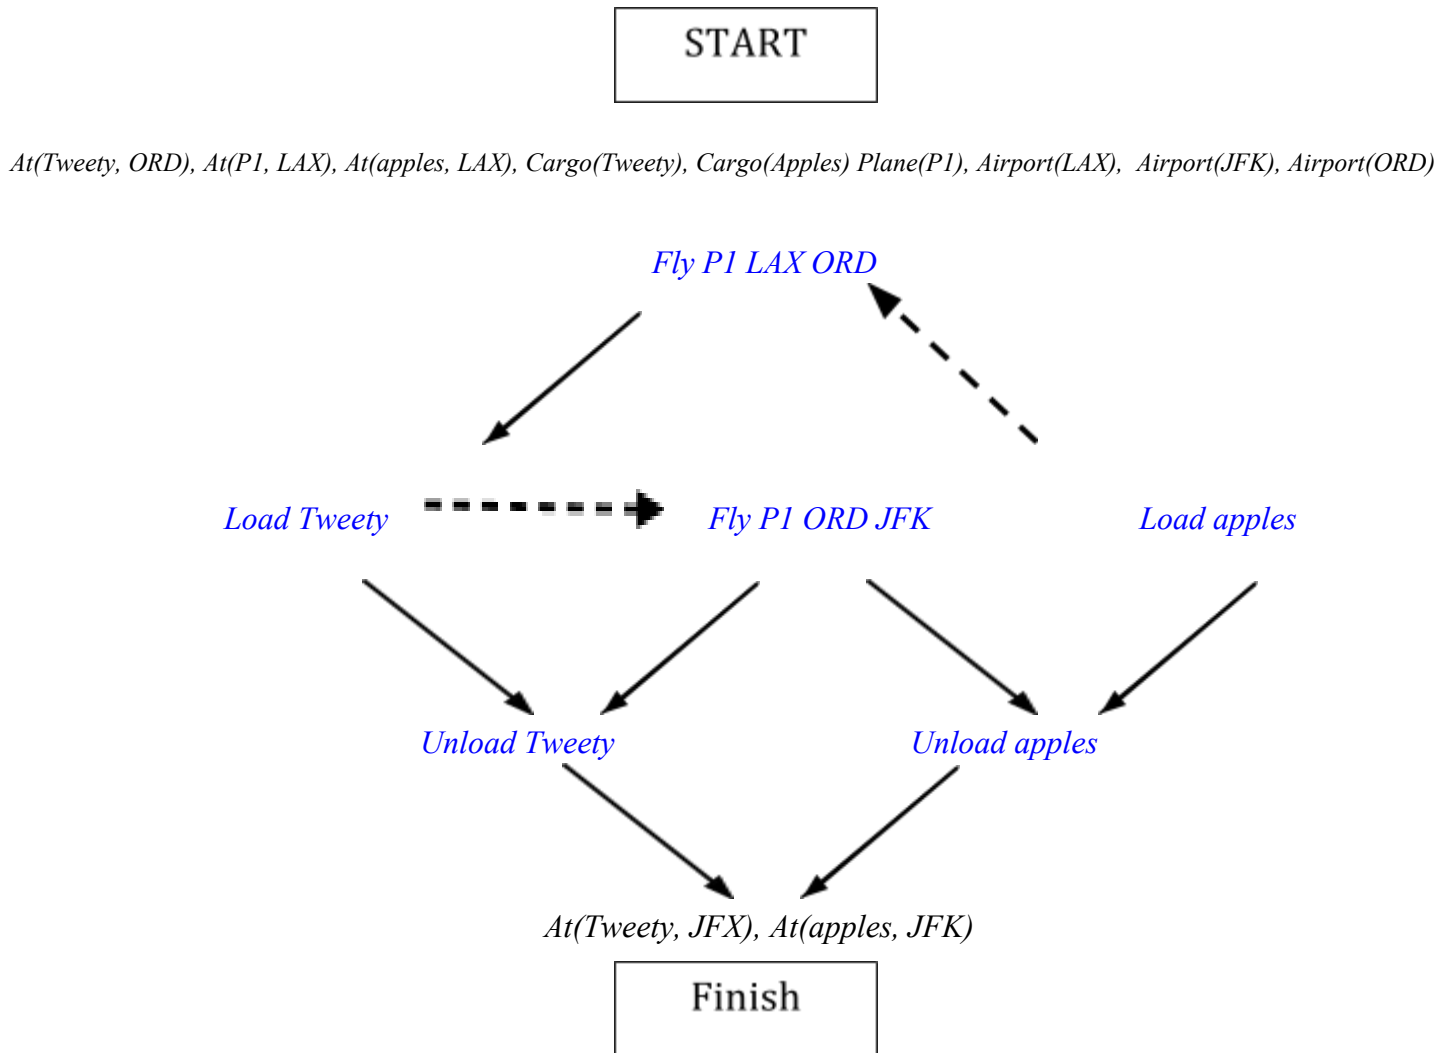 START
At(Tweety, ORD), At(P1, LAX), At(apples, LAX), Cargo(Tweety), Cargo(Apples) Plane(P1), Airport(LAX), Airport(JFK), Airport(ORD)
Fly P1 LAX ORD
Load Tweety
Fly P1 ORD JFK
Load apples
Unload Tweety
Unload apples
At(Tweety, JFX), At(apples, JFK)
Finish